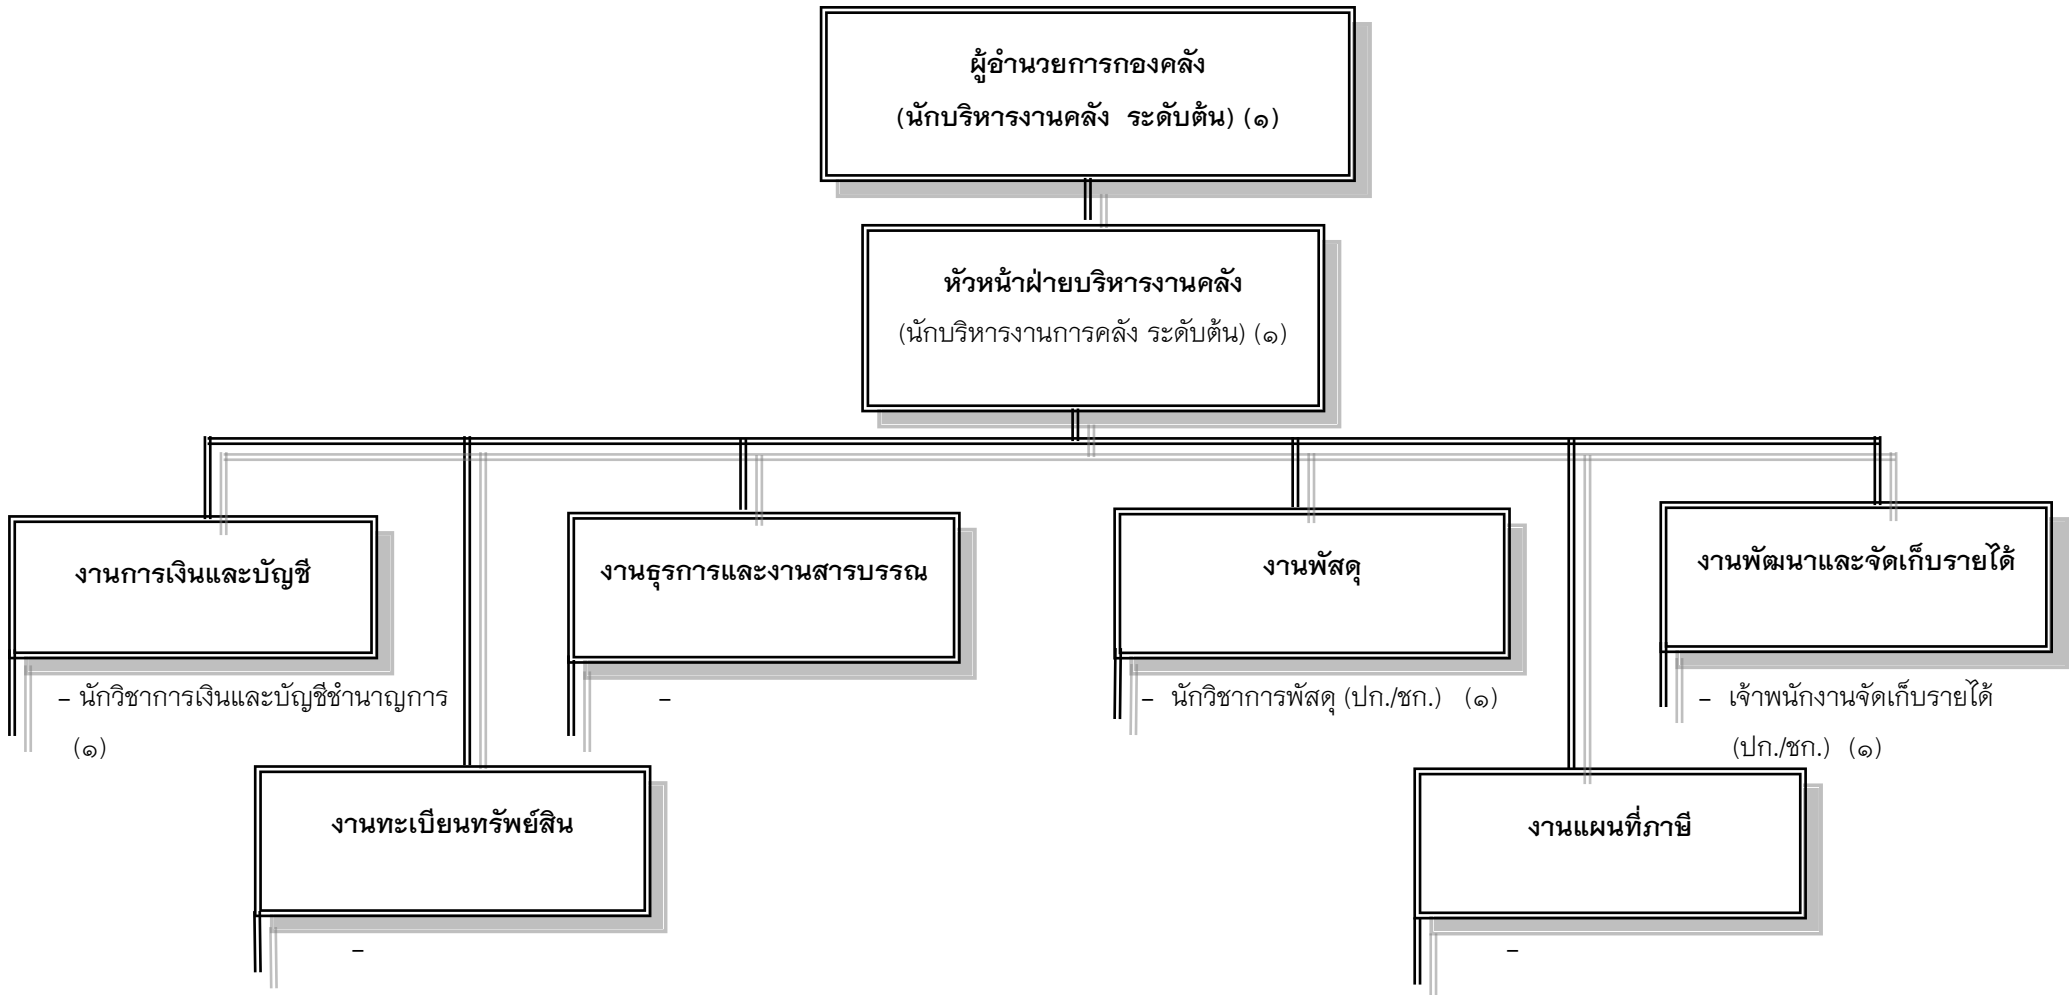 ผู้อำนวยการกองคลัง
(นักบริหารงานคลัง ระดับต้น) (๑)
หัวหน้าฝ่ายบริหารงานคลัง
(นักบริหารงานการคลัง ระดับต้น) (๑)
งานการเงินและบัญชี
– นักวิชาการเงินและบัญชีชำนาญการ
(๑)
งานธุรการและงานสารบรรณ
–
งานพัสดุ
– นักวิชาการพัสดุ (ปก./ชก.) (๑)
งานพัฒนาและจัดเก็บรายได้
– เจ้าพนักงานจัดเก็บรายได้
(ปก./ชก.) (๑)
งานทะเบียนทรัพย์สิน
–
งานแผนที่ภาษี
–